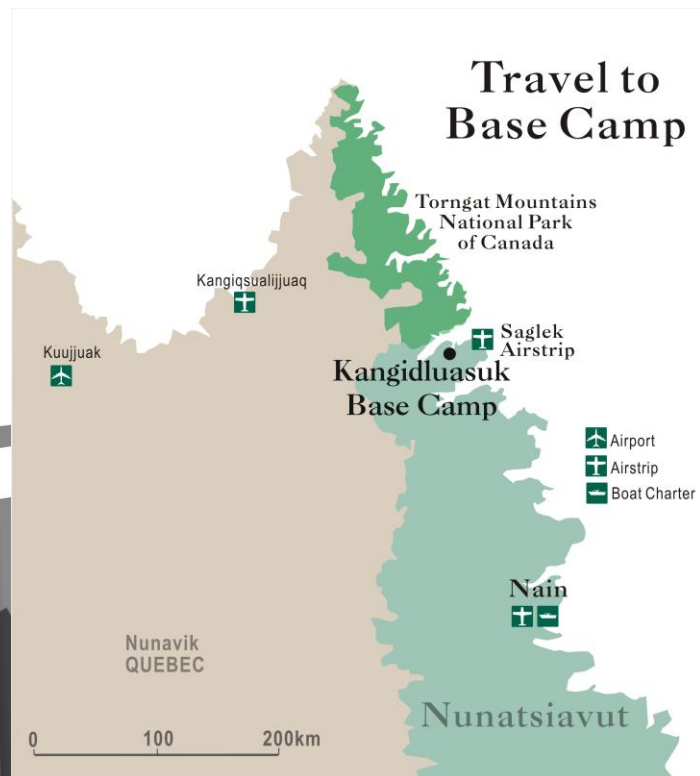 Travel to
Base Camp
Torngat Mountains
National Park
of Canada
Kangiqsualijjuaq
Saglek
Airstrip
Kuujjuak
Kangidluasuk
Base Camp
Airport
Airstrip
Boat Charter
Nain
Nunavik
QUEBEC
Nunatsiavut
0 100 200km